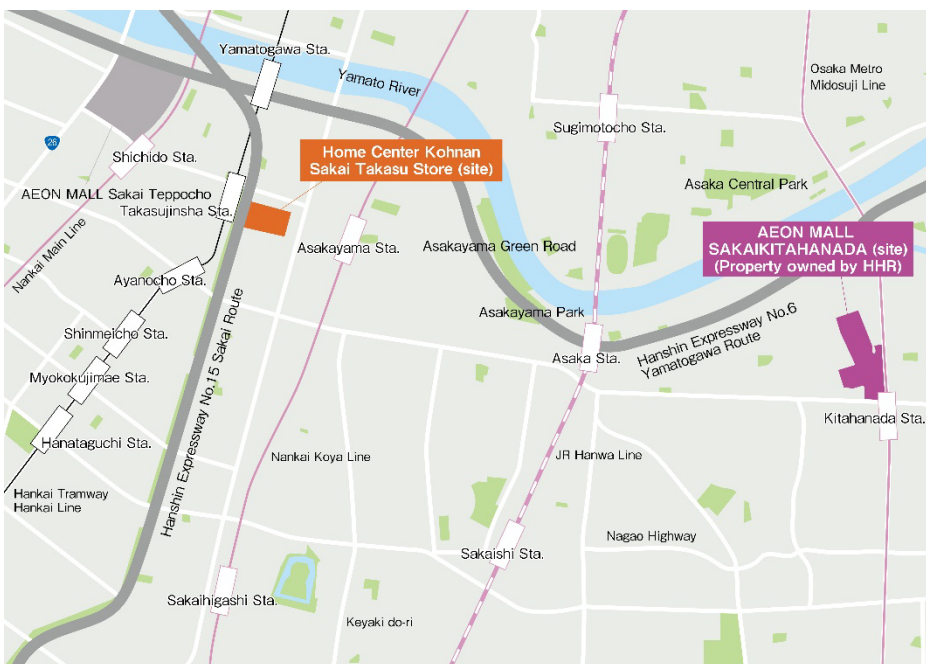 Yamatogawa Sta.
Yamato River
Osaka Metro
Midosuji Line
Sugimotocho Sta.
26
Shichido Sta.
Home Center Kohnan
Sakai Takasu Store (site)
AEON MALL Sakai Teppocho
Takasujinsha Sta.
Asaka Central Park
Nankai Main Line
Asakayama Sta.
Asakayama Green Road
AEON MALL
SAKAIKITAHANADA (site)
(Property owned by HHR)
Ayanocho Sta.
Asakayama Park
Shinmeicho Sta.
Hanshin Expressway No.15 Sakai Route
Asaka Sta.
Hanshin Expressway No.6
Yamatogawa Route
Myokokujimae Sta.
Kitahanada Sta.
Hanataguchi Sta.
Nankai Koya Line
JR Hanwa Line
Hankai Tramway
Hankai Line
Nagao Highway
Sakaishi Sta.
Sakaihigashi Sta.
Keyaki do-ri